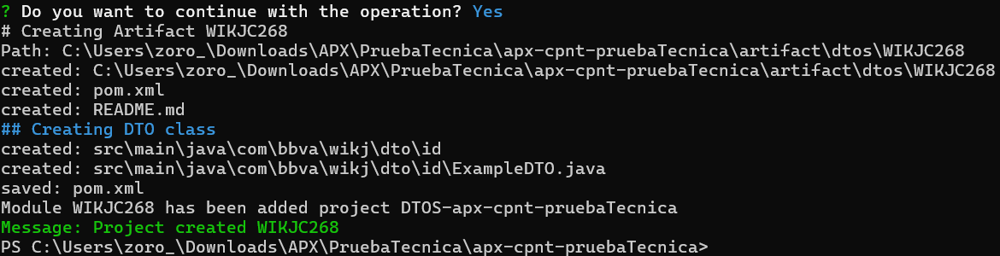 ? Do you want to continue with the operation? Yes
# Creating Artifact WIKJC268
Path: C:\Users\zoro_\Downloads\APX\PruebaTecnica\apx-cpnt-pruebaTecnica\artifact\dtos\WIKJC268
created: C:\Users\zoro_\Downloads\APX\PruebaTecnica\apx-cpnt-pruebaTecnica\artifact\dtos\WIKJC268
created: pom.xml
created: README.md
## Creating DTO class
created: src\main\java\com\bbva\wikj\dto\id
created: src\main\java\com\bbva\wikj\dto\id\ExampleDTO.java
saved: pom.xml
Module WIKJC268 has been added project DTOS-apx-cpnt-pruebaTecnica
Message: Project created WIKJC268
PS C:\Users\zoro_\Downloads\APX\PruebaTecnica\apx-cpnt-pruebaTecnica>